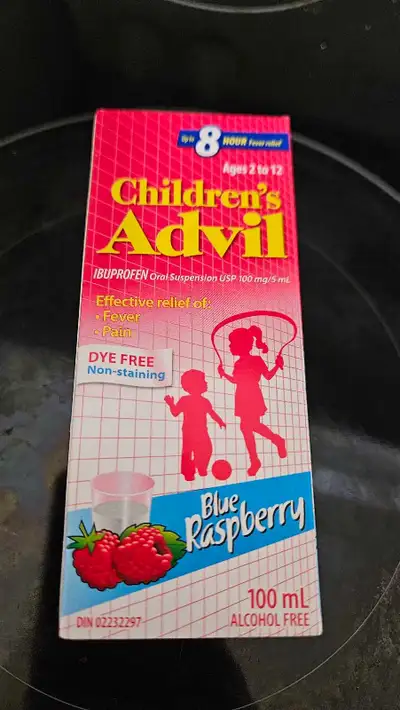 Up to 8 HOUR Fever relief
Ages 2 to 12
Children's
Advil
IBUPROFEN Oral Suspension USP 100 mg/5 mL
Effective relief of:
• Fever
• Pain
DYE FREE
Non-staining
Blue
Raspberry
100 mL
DIN 02232297
ALCOHOL FREE